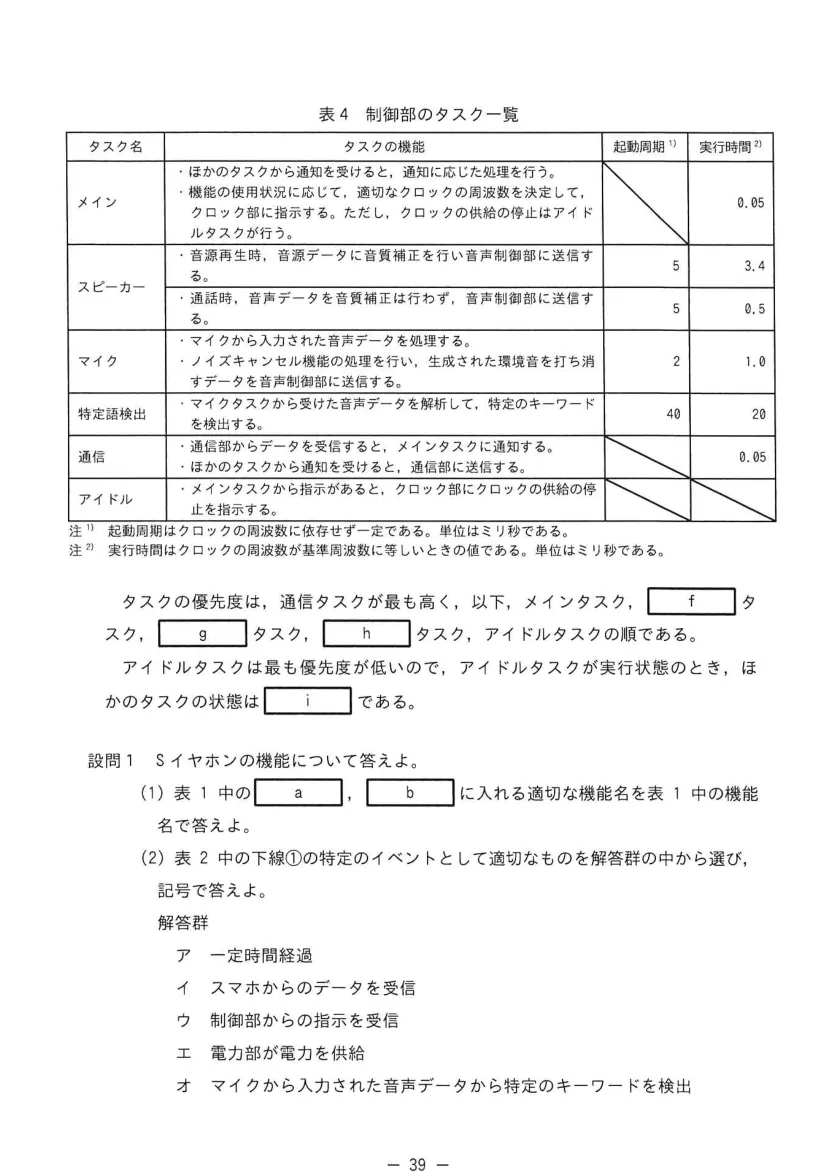 表4　制御部のタスク一覧
タスク名　タスクの機能　起動周期 1)　実行時間 2)
メイン
・ほかのタスクから通知を受けると，通知に応じた処理を行う。
・機能の使用状況に応じて，適切なクロックの周波数を決定して，
クロック部に指示する。ただし，クロックの供給の停止はアイド
ルタスクが行う。
0.05
スピーカー
・音源再生時，音源データに音質補正を行い音声制御部に送信す
る。
5　3.4
・通話時，音声データを音質補正は行わず，音声制御部に送信す
る。
5　0.5
マイク
・マイクから入力された音声データを処理する。
・ノイズキャンセル機能の処理を行い，生成された環境音を打ち消
すデータを音声制御部に送信する。
2　1.0
特定語検出
・マイクタスクから受けた音声データを解析して，特定のキーワード
を検出する。
40　20
通信
・通信部からデータを受信すると，メインタスクに通知する。
・ほかのタスクから通知を受けると，通信部に送信する。
0.05
アイドル
・メインタスクから指示があると，クロック部にクロックの供給の停
止を指示する。
注 1)　起動周期はクロックの周波数に依存せず一定である。単位はミリ秒である。
注 2)　実行時間はクロックの周波数が基準周波数に等しいときの値である。単位はミリ秒である。
タスクの優先度は，通信タスクが最も高く，以下，メインタスク，　f　タ
スク，　g　タスク，　h　タスク，アイドルタスクの順である。
アイドルタスクは最も優先度が低いので，アイドルタスクが実行状態のとき，ほ
かのタスクの状態は　i　である。
設問1　Sイヤホンの機能について答えよ。
(1) 表 1 中の　a　，　b　に入れる適切な機能名を表 1 中の機能
名で答えよ。
(2) 表 2 中の下線①の特定のイベントとして適切なものを解答群の中から選び，
記号で答えよ。
解答群
ア　一定時間経過
イ　スマホからのデータを受信
ウ　制御部からの指示を受信
エ　電力部が電力を供給
オ　マイクから入力された音声データから特定のキーワードを検出
― 39 ―